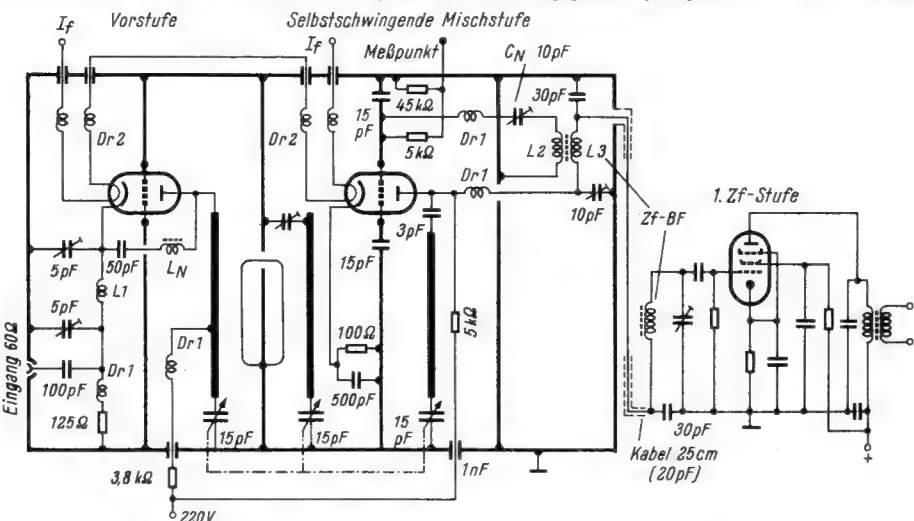 Vorstufe
Selbstschwingende Mischstufe
If
If
Meßpunkt
CN 10pF
30pF
15 pF
45kΩ
5kΩ
Dr2
Dr2
Dr1
L2
L3
Dr1
10pF
Zf-BF
1. Zf-Stufe
3pF
5pF
50pF
LN
15pF
L1
5pF
100Ω
5kΩ
Eingang 60Ω
Dr1
Dr1
100pF
500pF
125Ω
15pF
15pF
15 pF
30pF
3,8kΩ
1nF
Kabel 25cm
(20pF)
+
220V